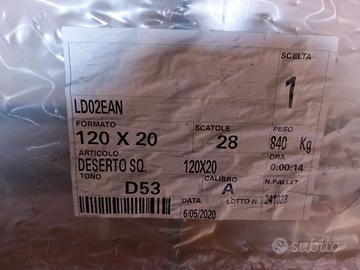 SCELTA
1
LD02EAN
FORMATO SCATOLE PESO
120 X 20 28 840 Kg
ARTICOLO ORA
DESERTO SQ. 120X20 0:00:14
TONO CALIBRO N.PALLET
D53 A 241023
6/05/2020 LOTTO N.
subito